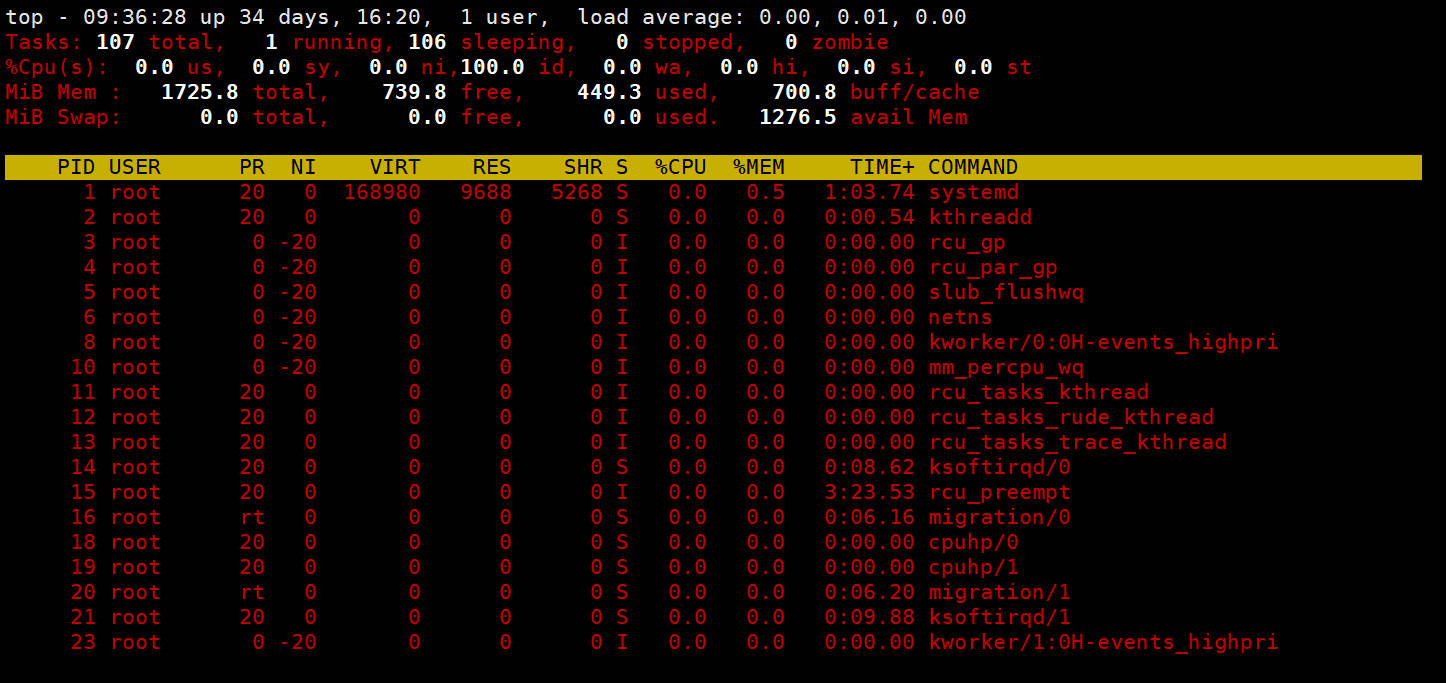 top - 09:36:28 up 34 days, 16:20,  1 user,  load average: 0.00, 0.01, 0.00
Tasks: 107 total,   1 running, 106 sleeping,   0 stopped,   0 zombie
%Cpu(s):  0.0 us,  0.0 sy,  0.0 ni,100.0 id,  0.0 wa,  0.0 hi,  0.0 si,  0.0 st
MiB Mem :   1725.8 total,    739.8 free,    449.3 used,    700.8 buff/cache
MiB Swap:      0.0 total,      0.0 free,      0.0 used.   1276.5 avail Mem
    PID USER      PR  NI    VIRT    RES    SHR S  %CPU  %MEM     TIME+ COMMAND
      1 root      20   0  168980   9688   5268 S   0.0   0.5   1:03.74 systemd
      2 root      20   0       0      0      0 S   0.0   0.0   0:00.54 kthreadd
      3 root       0 -20       0      0      0 I   0.0   0.0   0:00.00 rcu_gp
      4 root       0 -20       0      0      0 I   0.0   0.0   0:00.00 rcu_par_gp
      5 root       0 -20       0      0      0 I   0.0   0.0   0:00.00 slub_flushwq
      6 root       0 -20       0      0      0 I   0.0   0.0   0:00.00 netns
      8 root       0 -20       0      0      0 I   0.0   0.0   0:00.00 kworker/0:0H-events_highpri
     10 root       0 -20       0      0      0 I   0.0   0.0   0:00.00 mm_percpu_wq
     11 root      20   0       0      0      0 I   0.0   0.0   0:00.00 rcu_tasks_kthread
     12 root      20   0       0      0      0 I   0.0   0.0   0:00.00 rcu_tasks_rude_kthread
     13 root      20   0       0      0      0 I   0.0   0.0   0:00.00 rcu_tasks_trace_kthread
     14 root      20   0       0      0      0 S   0.0   0.0   0:08.62 ksoftirqd/0
     15 root      20   0       0      0      0 I   0.0   0.0   3:23.53 rcu_preempt
     16 root      rt   0       0      0      0 S   0.0   0.0   0:06.16 migration/0
     18 root      20   0       0      0      0 S   0.0   0.0   0:00.00 cpuhp/0
     19 root      20   0       0      0      0 S   0.0   0.0   0:00.00 cpuhp/1
     20 root      rt   0       0      0      0 S   0.0   0.0   0:06.20 migration/1
     21 root      20   0       0      0      0 S   0.0   0.0   0:09.88 ksoftirqd/1
     23 root       0 -20       0      0      0 I   0.0   0.0   0:00.00 kworker/1:0H-events_highpri